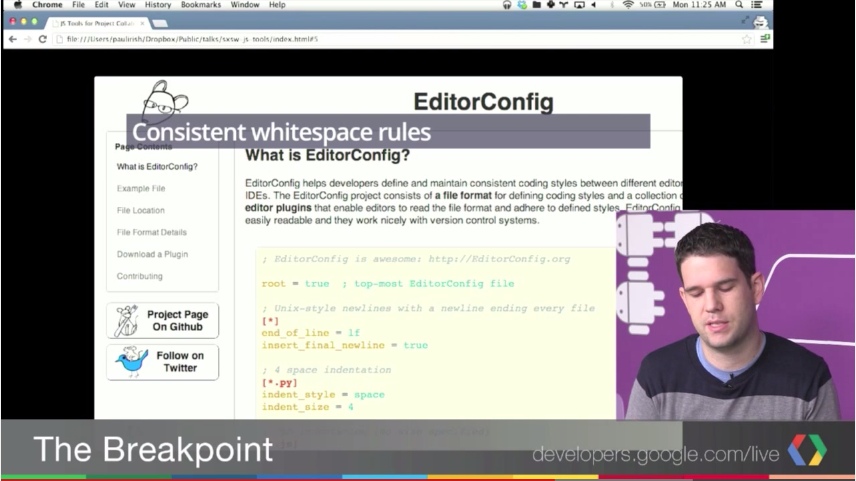 Chrome File Edit View History Bookmarks Window Help
50% Mon 11:25 AM
JS Tools for Project Collab
file:///Users/paulirish/Dropbox/Public/talks/sxsw-js-tools/index.html#5
EditorConfig
Consistent whitespace rules
Page Contents
What is EditorConfig?
Example File
File Location
File Format Details
Download a Plugin
Contributing
Project Page
On Github
Follow on
Twitter
What is EditorConfig?
EditorConfig helps developers define and maintain consistent coding styles between different editor
IDEs. The EditorConfig project consists of a file format for defining coding styles and a collection
editor plugins that enable editors to read the file format and adhere to defined styles. EditorConfig
easily readable and they work nicely with version control systems.
; EditorConfig is awesome: http://EditorConfig.org
root = true ; top-most EditorConfig file
; Unix-style newlines with a newline ending every file
[*]
end_of_line = lf
insert_final_newline = true
; 4 space indentation
[*.py]
indent_style = space
indent_size = 4
The Breakpoint
developers.google.com/live